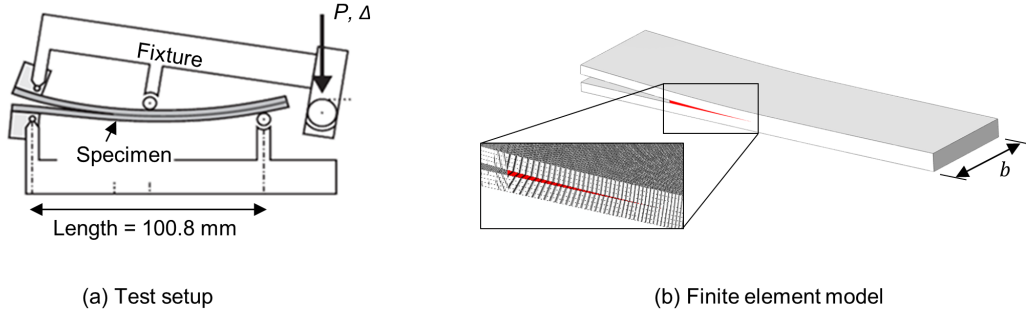 P, Δ
Fixture
Specimen
Length = 100.8 mm
b
(a) Test setup
(b) Finite element model